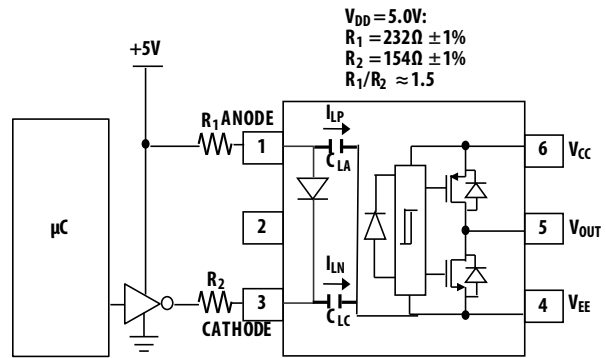 V_DD = 5.0V:
R_1 = 232Ω ±1%
R_2 = 154Ω ±1%
R_1/R_2 ≈ 1.5
+5V
R_1 ANODE
I_LP
1
C_LA
6 V_CC
µC
2
5 V_OUT
R_2
I_LN
3
4 V_EE
CATHODE
C_LC